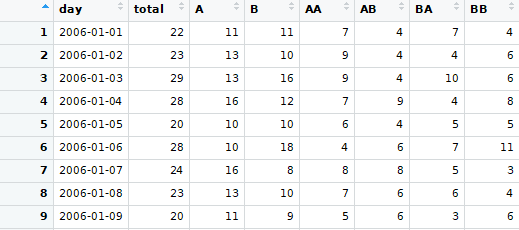 day total A B AA AB BA BB
1 2006-01-01 22 11 11 7 4 7 4
2 2006-01-02 23 13 10 9 4 4 6
3 2006-01-03 29 13 16 9 4 10 6
4 2006-01-04 28 16 12 7 9 4 8
5 2006-01-05 20 10 10 6 4 5 5
6 2006-01-06 28 10 18 4 6 7 11
7 2006-01-07 24 16 8 8 8 5 3
8 2006-01-08 23 13 10 7 6 6 4
9 2006-01-09 20 11 9 5 6 3 6